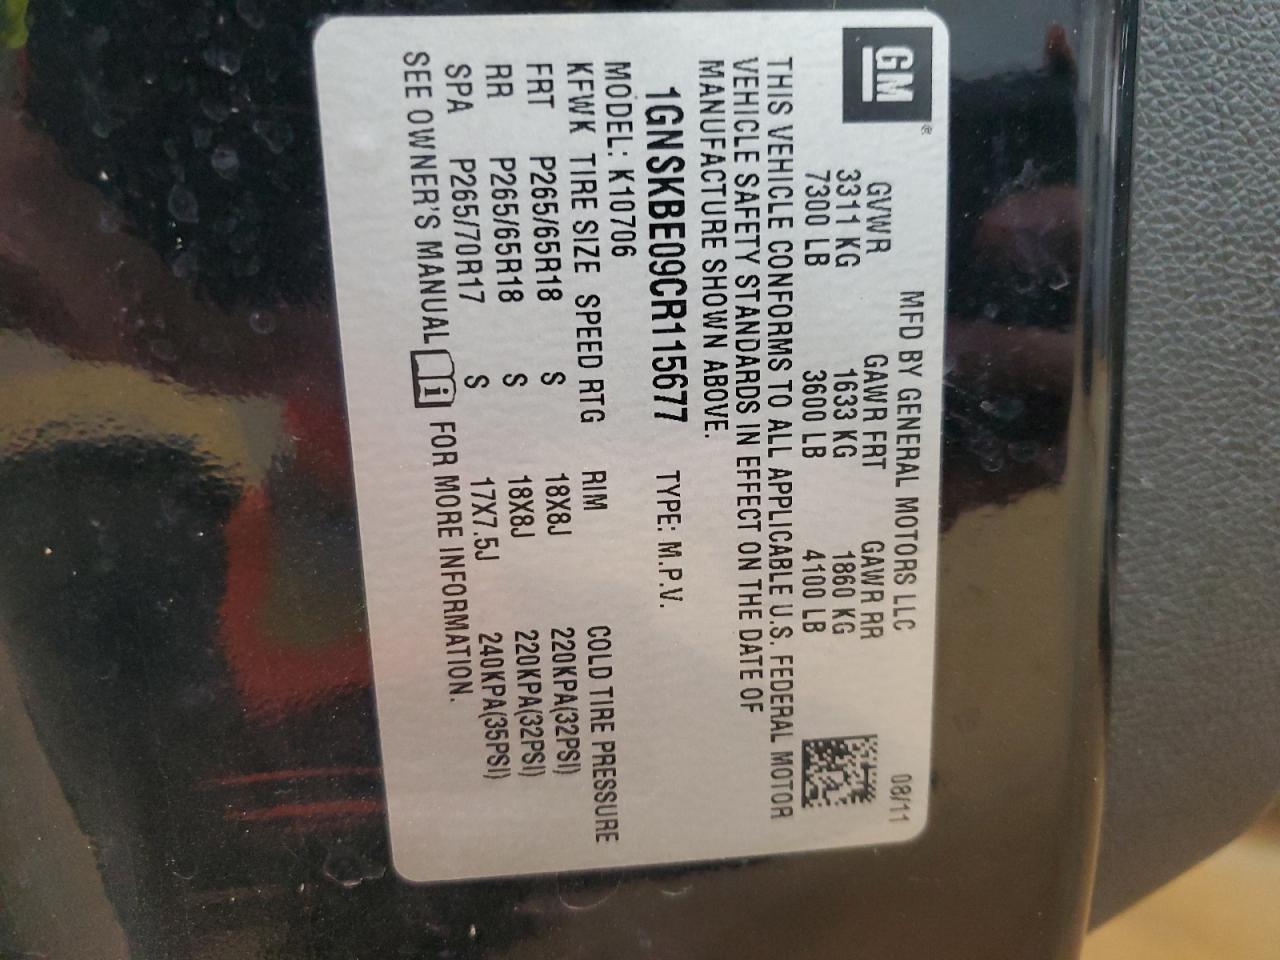 GM ®
MFD BY GENERAL MOTORS LLC 08/11
GVWR GAWR FRT GAWR RR
3311 KG 1633 KG 1860 KG
7300 LB 3600 LB 4100 LB
THIS VEHICLE CONFORMS TO ALL APPLICABLE U.S. FEDERAL MOTOR
VEHICLE SAFETY STANDARDS IN EFFECT ON THE DATE OF
MANUFACTURE SHOWN ABOVE.
1GNSKBE09CR115677 TYPE: M.P.V.
MODEL: K10706
KFWK TIRE SIZE SPEED RTG RIM COLD TIRE PRESSURE
FRT P265/65R18 S 18X8J 220KPA(32PSI)
RR P265/65R18 S 18X8J 220KPA(32PSI)
SPA P265/70R17 S 17X7.5J 240KPA(35PSI)
SEE OWNER'S MANUAL i FOR MORE INFORMATION.